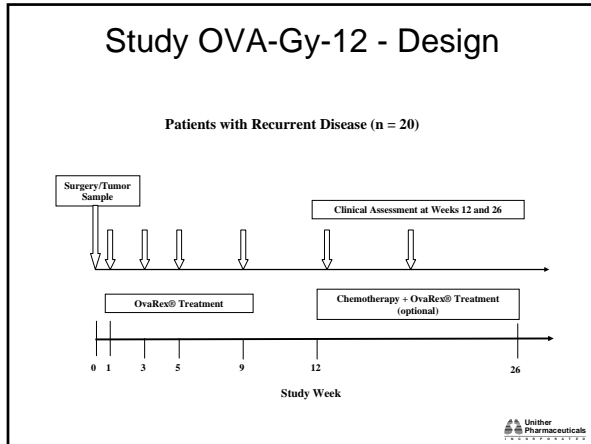 Study OVA-Gy-12 - Design
Patients with Recurrent Disease (n = 20)
Surgery/Tumor
Sample
Clinical Assessment at Weeks 12 and 26
OvaRex® Treatment
Chemotherapy + OvaRex® Treatment
(optional)
0 1 3 5 9 12 26
Study Week
Unither
Pharmaceuticals
INCORPORATED